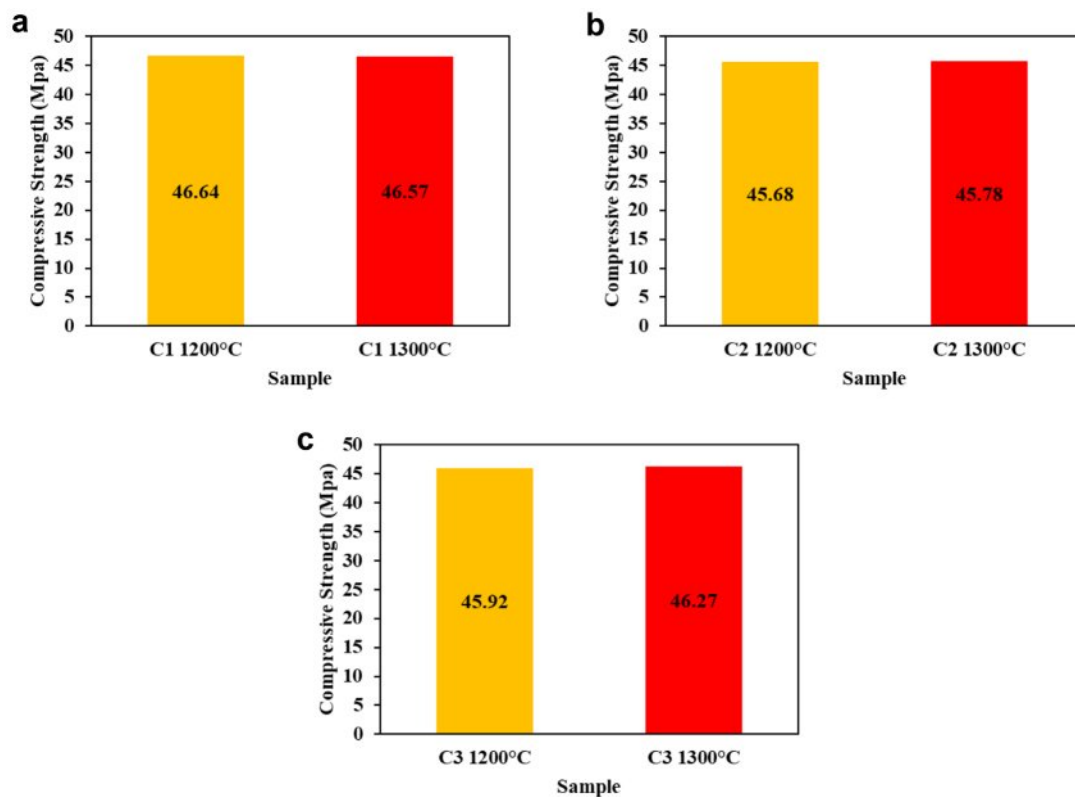 a
Compressive Strength (Mpa)
50
45
40
35
30
25
20
15
10
5
0
46.64
46.57
C1 1200°C
C1 1300°C
Sample
b
Compressive Strength (Mpa)
50
45
40
35
30
25
20
15
10
5
0
45.68
45.78
C2 1200°C
C2 1300°C
Sample
c
Compressive Strength (Mpa)
50
45
40
35
30
25
20
15
10
5
0
45.92
46.27
C3 1200°C
C3 1300°C
Sample